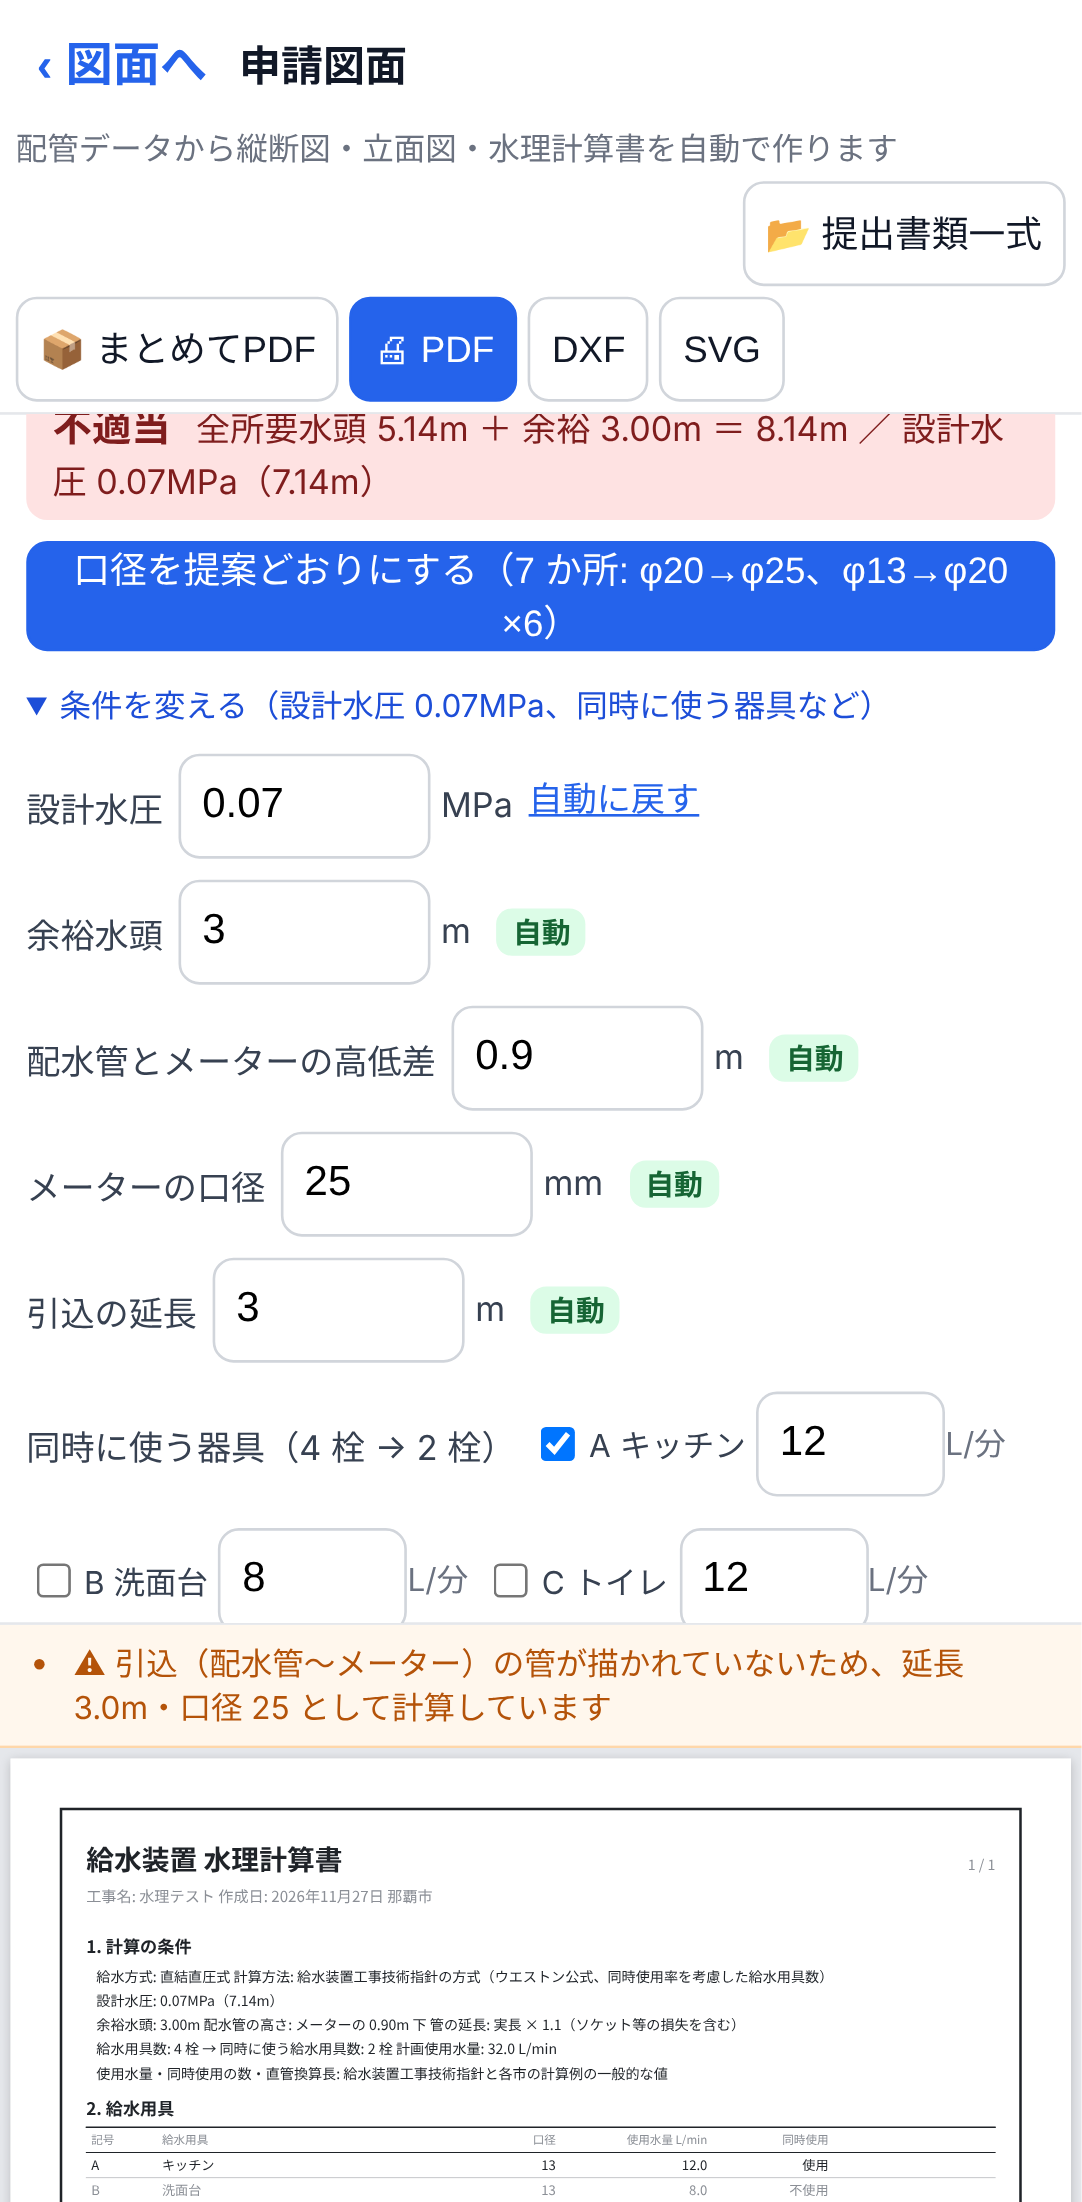 ‹ 図面へ 申請図面
配管データから縦断図・立面図・水理計算書を自動で作ります
📂 提出書類一式
📦 まとめてPDF 🖨 PDF DXF SVG
不適当 全所要水頭 5.14m ＋ 余裕 3.00m ＝ 8.14m ／ 設計水
圧 0.07MPa（7.14m）
口径を提案どおりにする（7 か所: φ20→φ25、φ13→φ20
×6）
▼ 条件を変える（設計水圧 0.07MPa、同時に使う器具など）
設計水圧 0.07 MPa 自動に戻す
余裕水頭 3 m 自動
配水管とメーターの高低差 0.9 m 自動
メーターの口径 25 mm 自動
引込の延長 3 m 自動
同時に使う器具（4 栓 → 2 栓） A キッチン 12 L/分
B 洗面台 8 L/分 C トイレ 12 L/分
• ⚠ 引込（配水管〜メーター）の管が描かれていないため、延長
3.0m・口径 25 として計算しています
給水装置 水理計算書 1 / 1
工事名: 水理テスト 作成日: 2026年11月27日 那覇市
1. 計算の条件
給水方式: 直結直圧式 計算方法: 給水装置工事技術指針の方式（ウエストン公式、同時使用率を考慮した給水用具数）
設計水圧: 0.07MPa（7.14m）
余裕水頭: 3.00m 配水管の高さ: メーターの 0.90m 下 管の延長: 実長 × 1.1（ソケット等の損失を含む）
給水用具数: 4 栓 → 同時に使う給水用具数: 2 栓 計画使用水量: 32.0 L/min
使用水量・同時使用の数・直管換算長: 給水装置工事技術指針と各市の計算例の一般的な値
2. 給水用具
記号 給水用具 口径 使用水量 L/min 同時使用
A キッチン 13 12.0 使用
B 洗面台 13 8.0 不使用